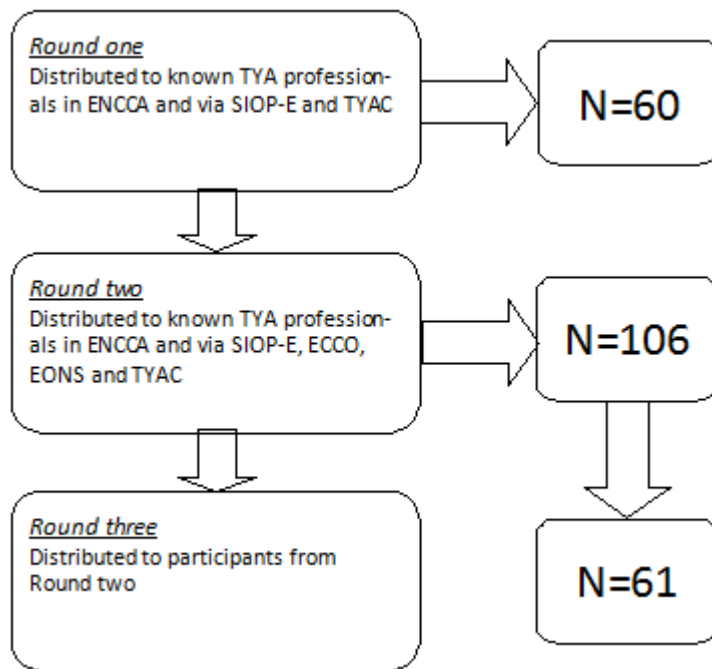 Round one
Distributed to known TYA profession-
als in ENCCA and via SIOP-E and TYAC
N=60
Round two
Distributed to known TYA profession-
als in ENCCA and via SIOP-E, ECCO,
EONS and TYAC
N=106
Round three
Distributed to participants from
Round two
N=61